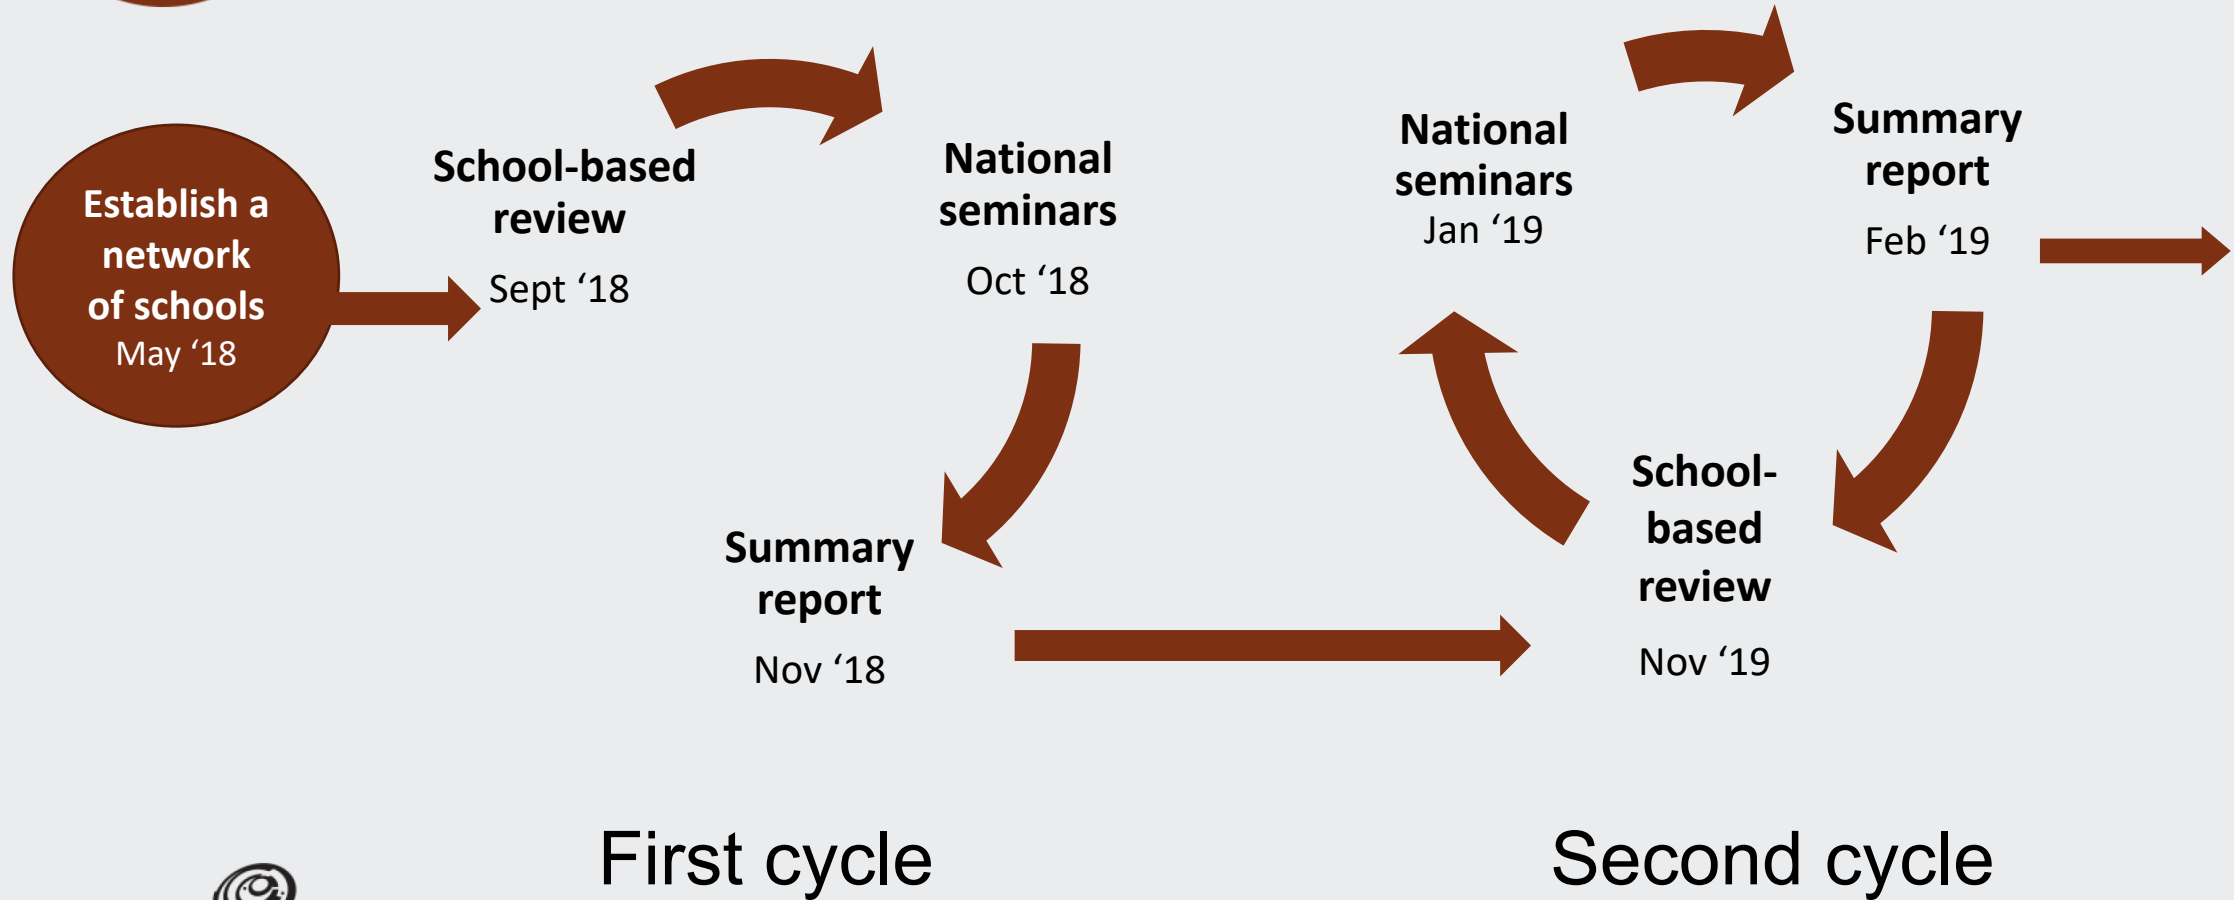 Establish a
network
of schools
May ‘18
School-based
review
Sept ‘18
National
seminars
Oct ‘18
Summary
report
Nov ‘18
First cycle
National
seminars
Jan ‘19
Summary
report
Feb ‘19
School-
based
review
Nov ‘19
Second cycle